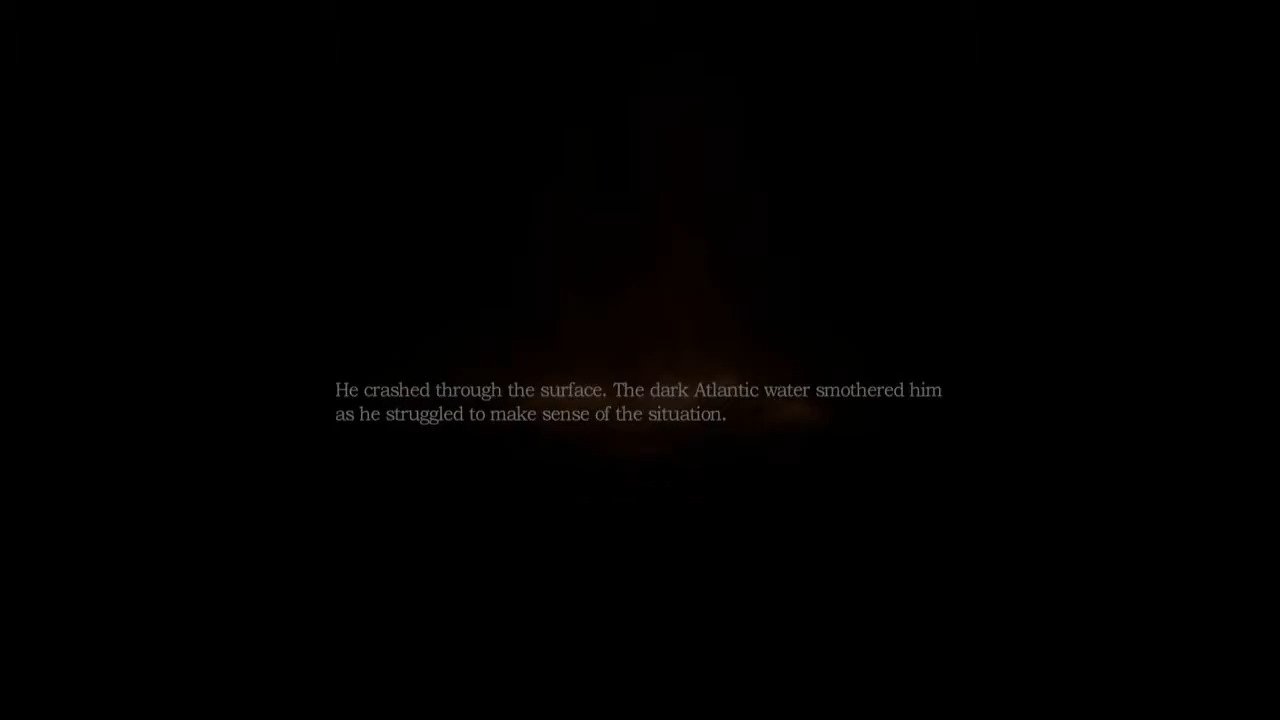 He crashed through the surface. The dark Atlantic water smothered him
as he struggled to make sense of the situation.